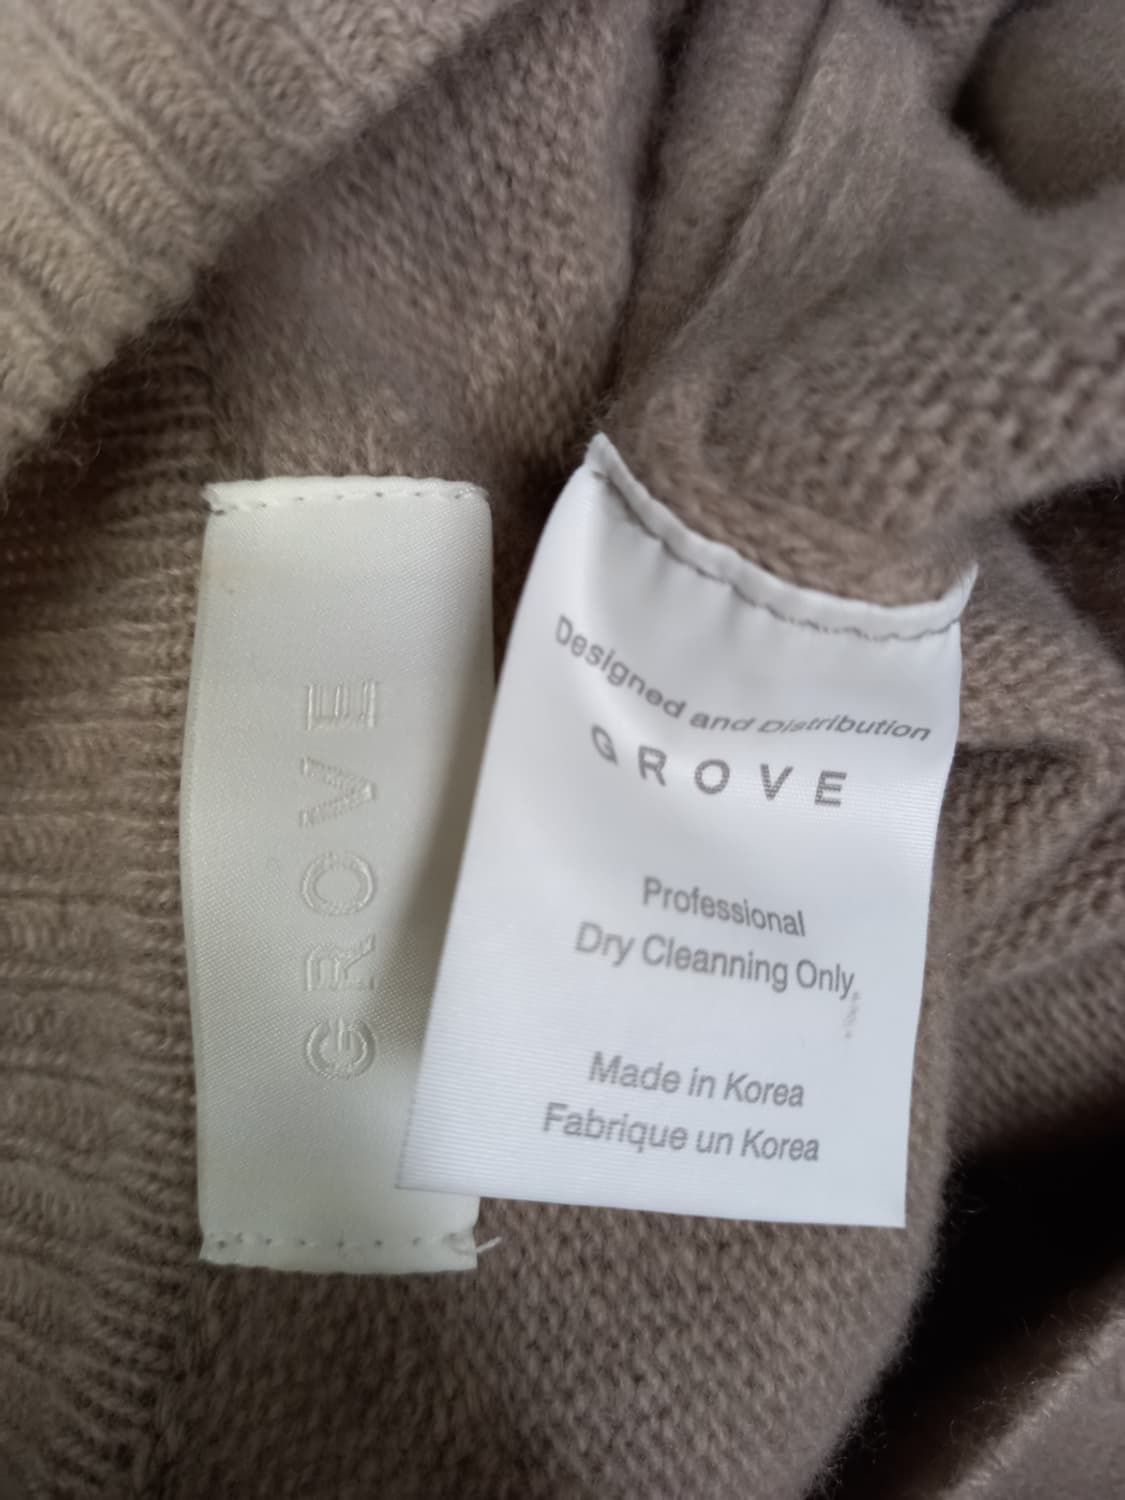 GROVE
Designed and Distribution
GROVE
Professional
Dry Cleanning Only
Made in Korea
Fabrique un Korea